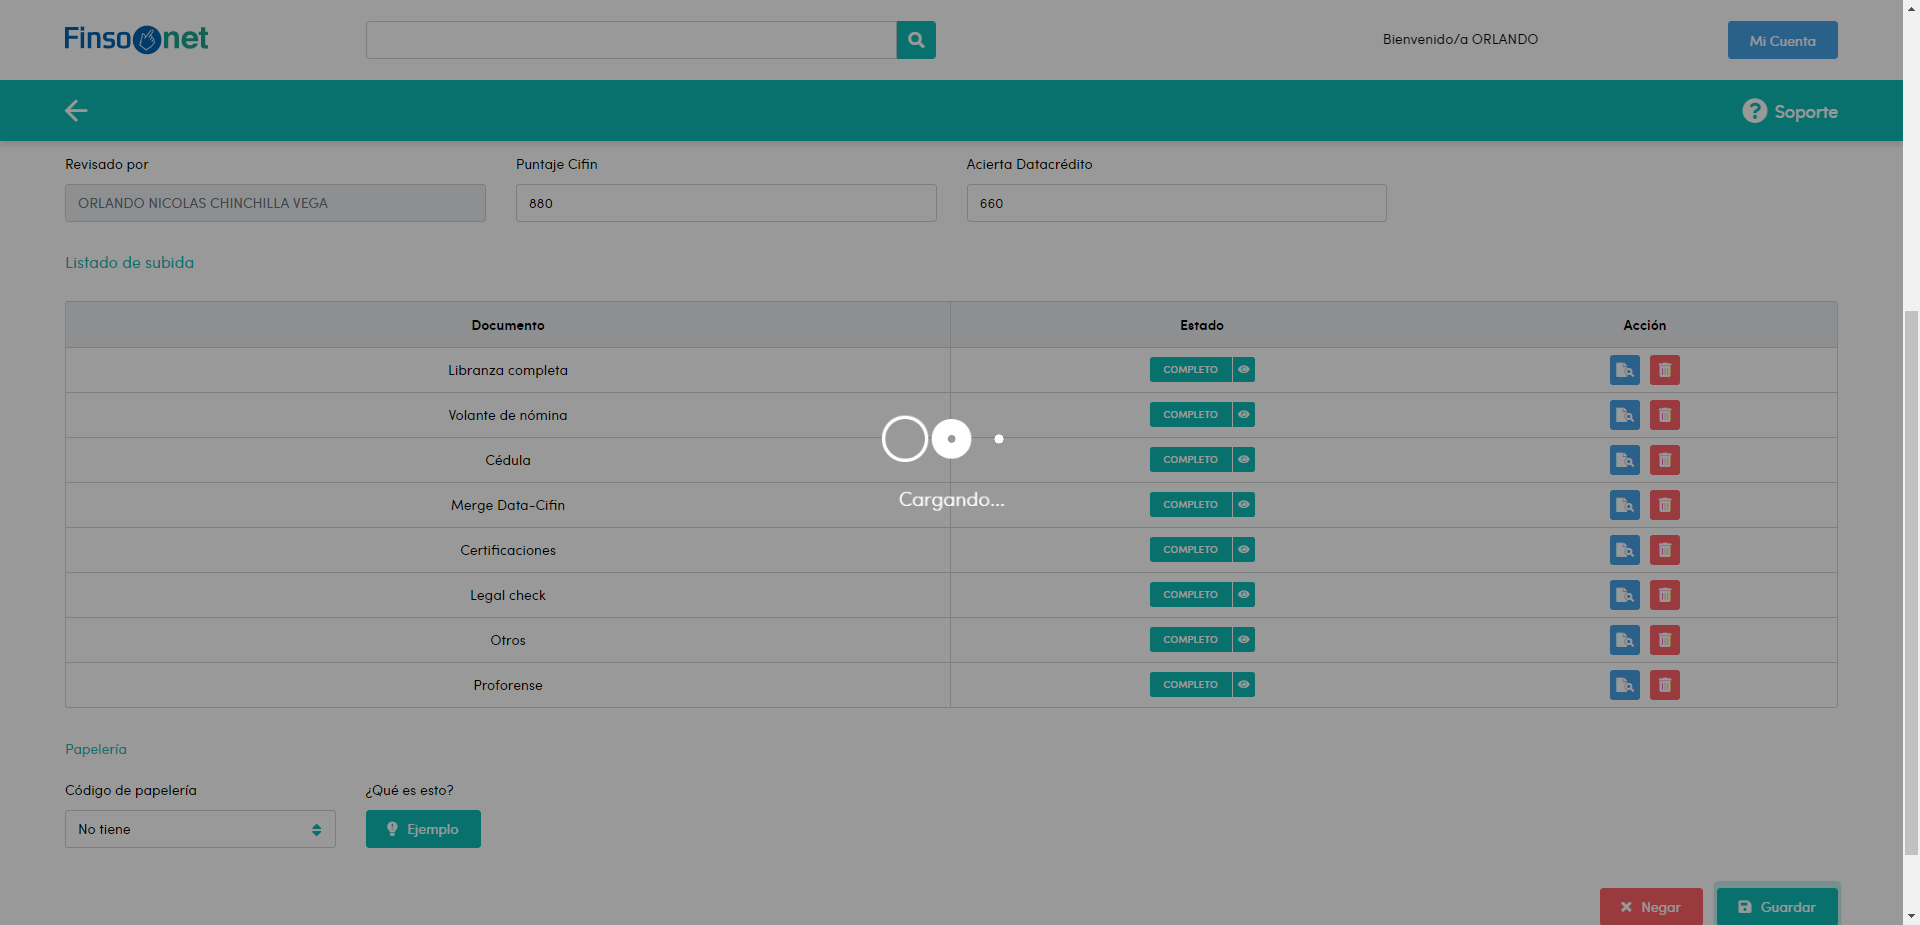 Finsonet
Bienvenido/a ORLANDO
Mi Cuenta
Soporte
Revisado por
Puntaje Cifin
Acierta Datacrédito
ORLANDO NICOLAS CHINCHILLA VEGA
880
660
Listado de subida
Documento
Estado
Acción
Libranza completa
COMPLETO
Volante de nómina
COMPLETO
Cédula
COMPLETO
Cargando...
Merge Data-Cifin
COMPLETO
Certificaciones
COMPLETO
Legal check
COMPLETO
Otros
COMPLETO
Proforense
COMPLETO
Papelería
Código de papelería
¿Qué es esto?
No tiene
Ejemplo
Negar
Guardar